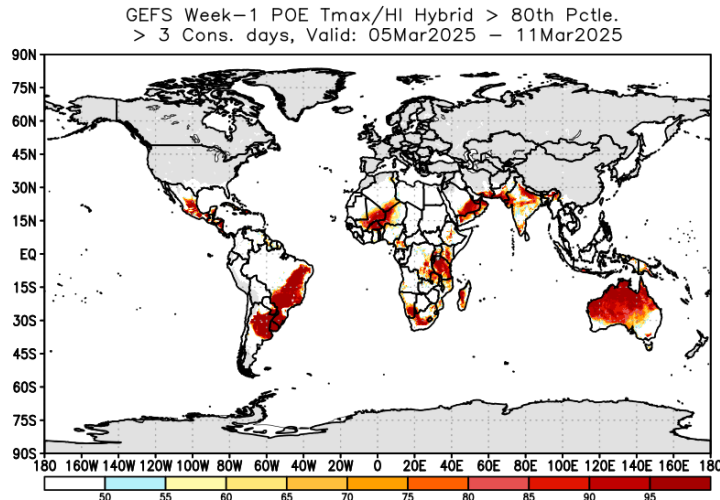 GEFS Week-1 POE Tmax/HI Hybrid > 80th Pctle.
> 3 Cons. days, Valid: 05Mar2025 - 11Mar2025
90N
75N
60N
45N
30N
15N
EQ
15S
30S
45S
60S
75S
90S
180 160W 140W 120W 100W 80W 60W 40W 20W 0 20E 40E 60E 80E 100E 120E 140E 160E 180
50 55 60 65 70 75 80 85 90 95